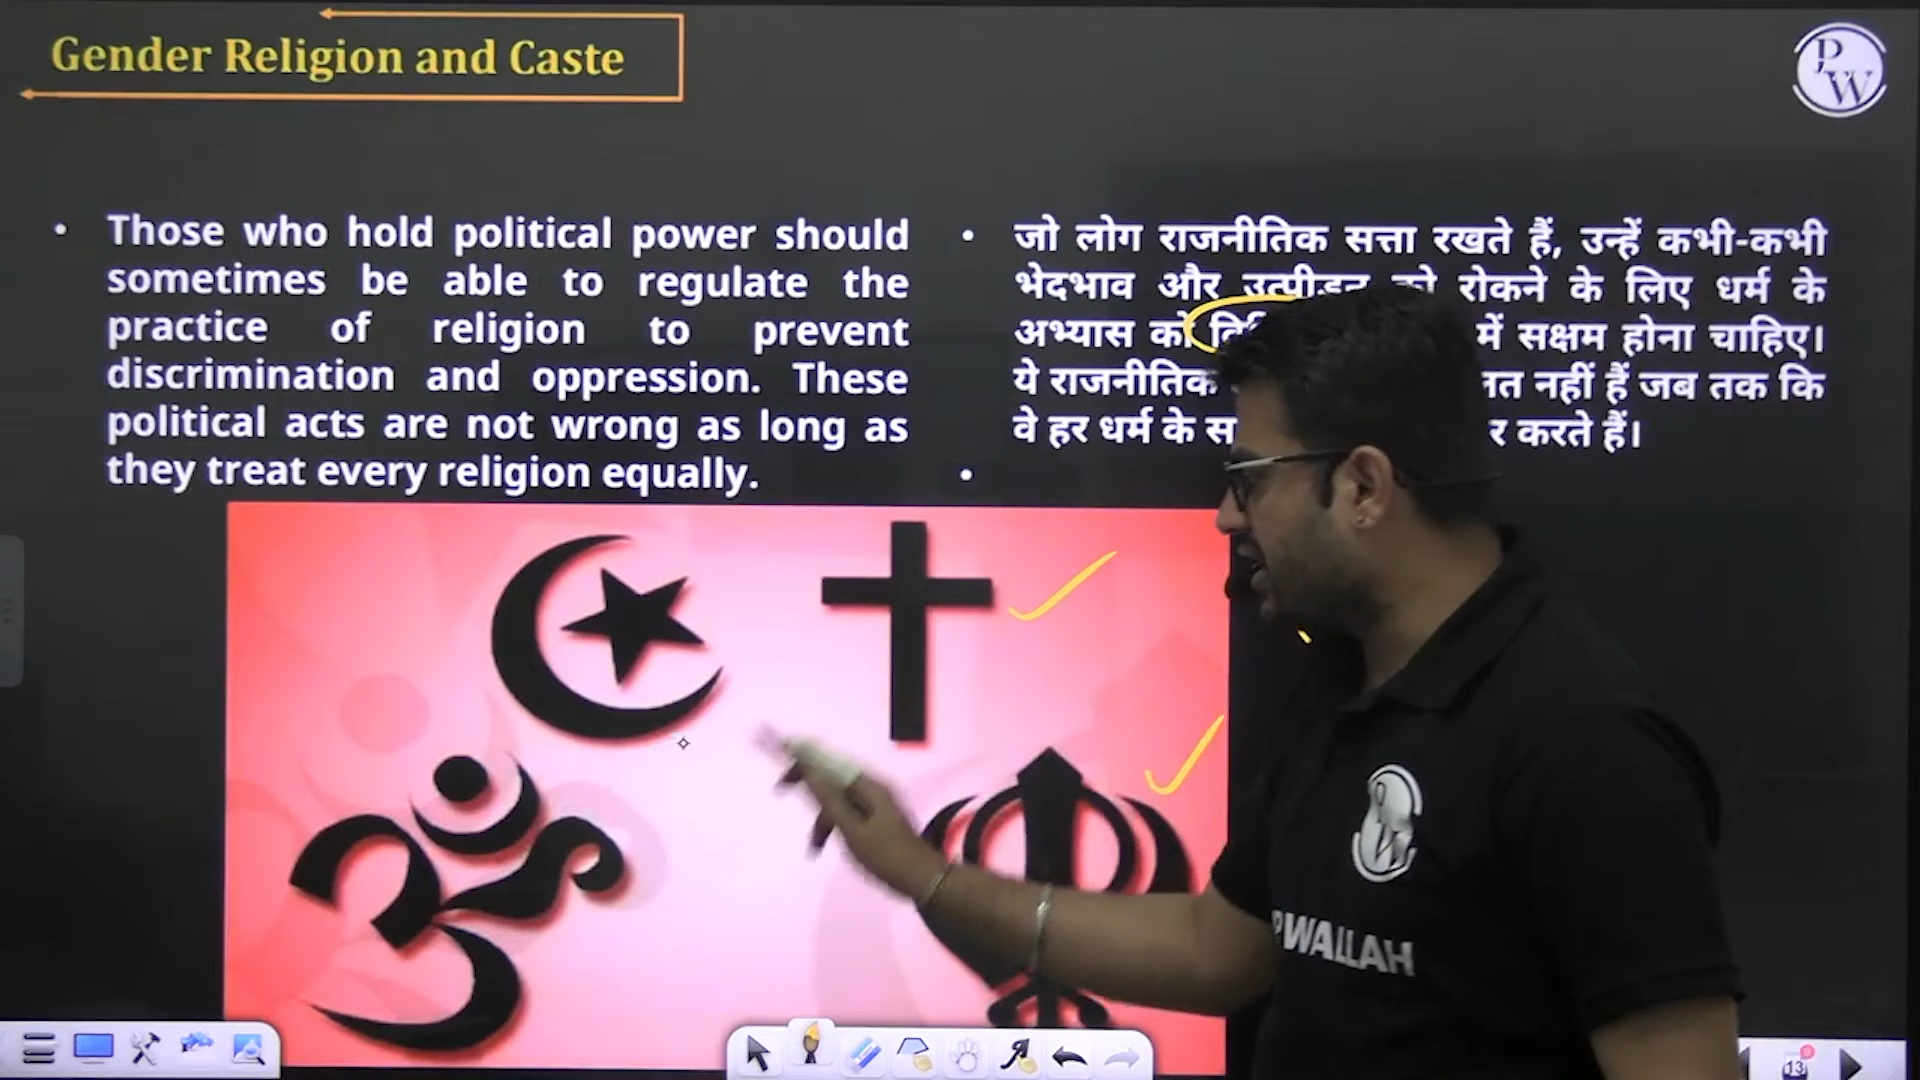 Gender Religion and Caste
PW
• Those who hold political power should
sometimes be able to regulate the
practice of religion to prevent
discrimination and oppression. These
political acts are not wrong as long as
they treat every religion equally.
• जो लोग राजनीतिक सत्ता रखते हैं, उन्हें कभी-कभी
भेदभाव और उत्पीड़न को रोकने के लिए धर्म के
अभ्यास को में सक्षम होना चाहिए।
ये राजनीतिक नहीं हैं जब तक कि
वे हर धर्म के करते हैं।
•
PWALLAH
13